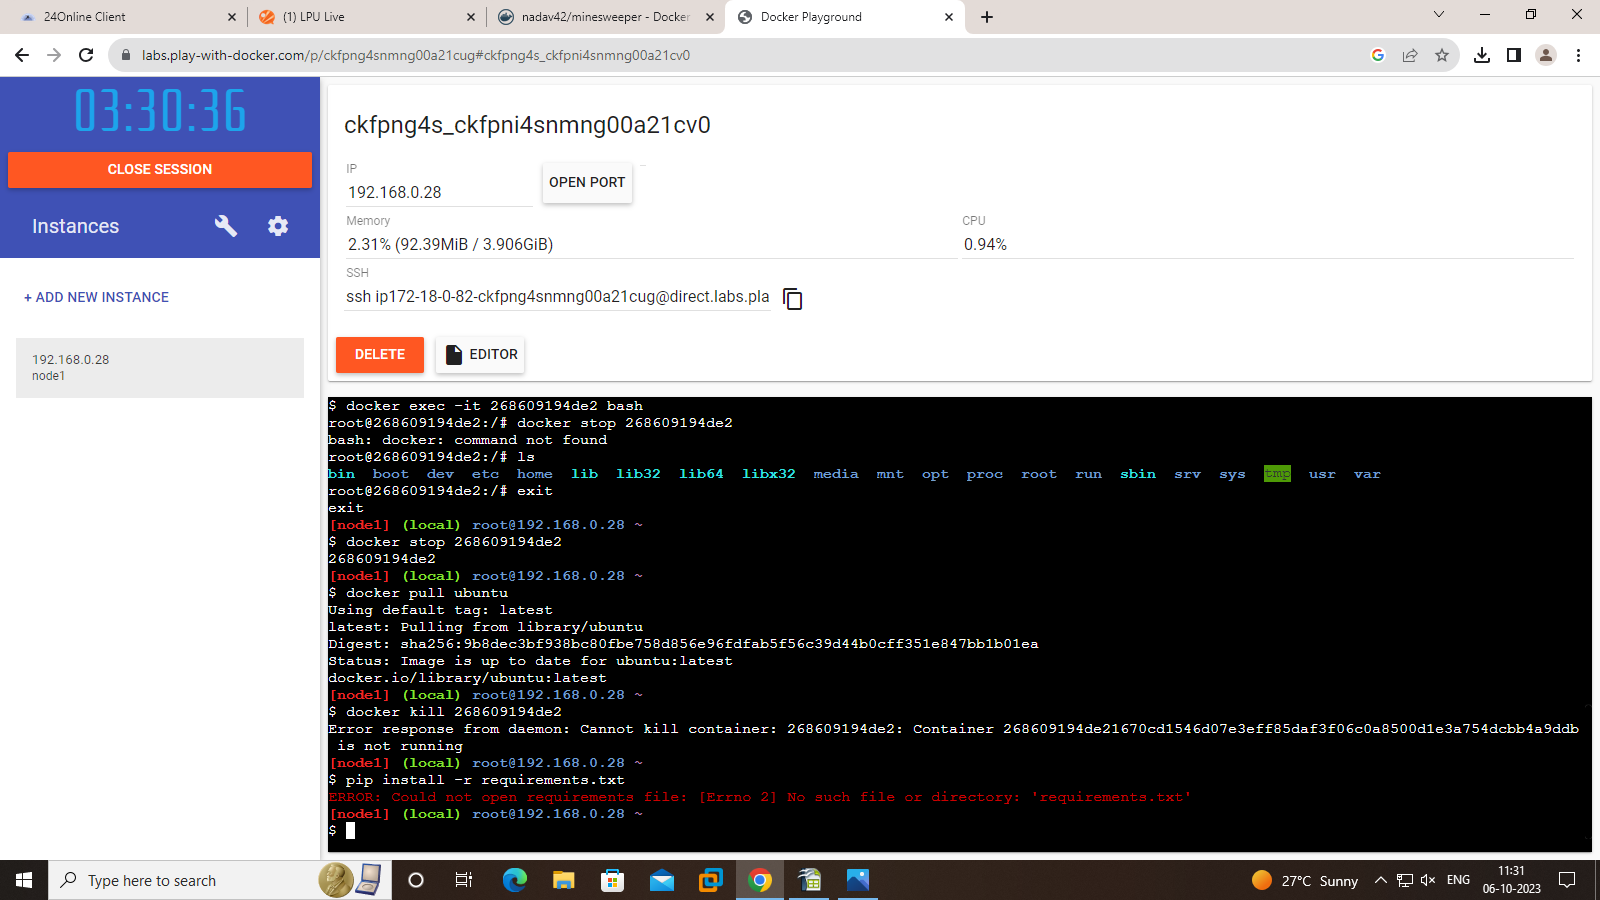 24Online Client
(1) LPU Live
nadav42/minesweeper - Docker
Docker Playground
labs.play-with-docker.com/p/ckfpng4snmng00a21cug#ckfpng4s_ckfpni4snmng00a21cv0
03:30:36
CLOSE SESSION
Instances
+ ADD NEW INSTANCE
192.168.0.28
node1
ckfpng4s_ckfpni4snmng00a21cv0
IP
192.168.0.28
OPEN PORT
Memory
2.31% (92.39MiB / 3.906GiB)
CPU
0.94%
SSH
ssh ip172-18-0-82-ckfpng4snmng00a21cug@direct.labs.pla
DELETE
EDITOR
$ docker exec -it 268609194de2 bash
root@268609194de2:/# docker stop 268609194de2
bash: docker: command not found
root@268609194de2:/# ls
bin boot dev etc home lib lib32 lib64 libx32 media mnt opt proc root run sbin srv sys tmp usr var
root@268609194de2:/# exit
exit
[node1] (local) root@192.168.0.28 ~
$ docker stop 268609194de2
268609194de2
[node1] (local) root@192.168.0.28 ~
$ docker pull ubuntu
Using default tag: latest
latest: Pulling from library/ubuntu
Digest: sha256:9b8dec3bf938bc80fbe758d856e96fdfab5f56c39d44b0cff351e847bb1b01ea
Status: Image is up to date for ubuntu:latest
docker.io/library/ubuntu:latest
[node1] (local) root@192.168.0.28 ~
$ docker kill 268609194de2
Error response from daemon: Cannot kill container: 268609194de2: Container 268609194de21670cd1546d07e3eff85daf3f06c0a8500d1e3a754dcbb4a9ddb
is not running
[node1] (local) root@192.168.0.28 ~
$ pip install -r requirements.txt
ERROR: Could not open requirements file: [Errno 2] No such file or directory: 'requirements.txt'
[node1] (local) root@192.168.0.28 ~
$
Type here to search
27°C Sunny
ENG
11:31
06-10-2023